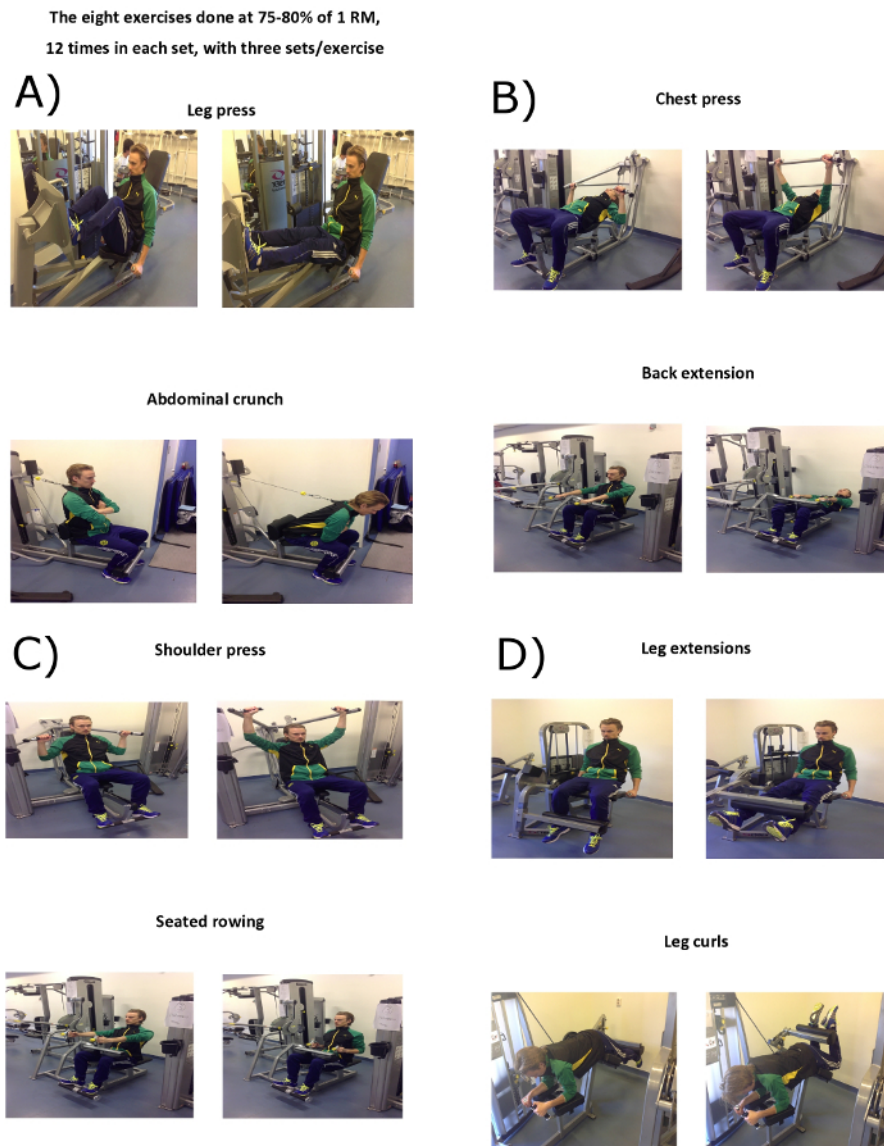 The eight exercises done at 75-80% of 1 RM,
12 times in each set, with three sets/exercise
A)
Leg press
Abdominal crunch
B)
Chest press
Back extension
C)
Shoulder press
Seated rowing
D)
Leg extensions
Leg curls